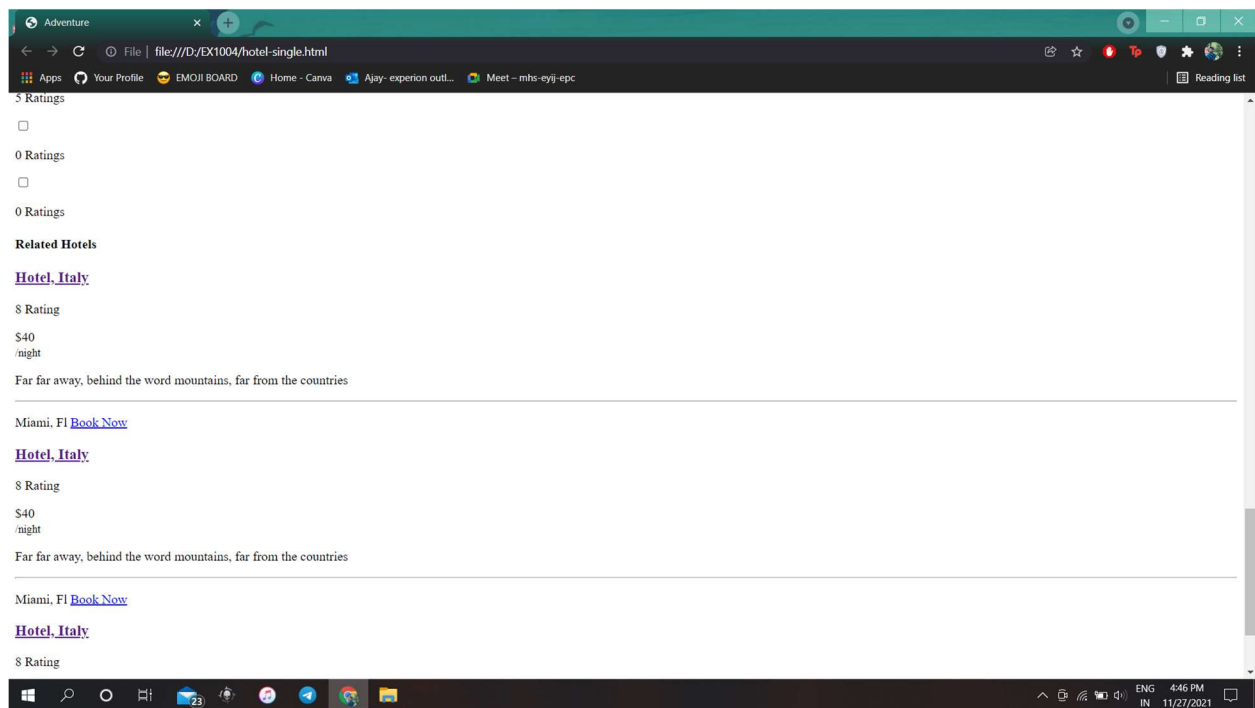 Adventure
File | file:///D:/EX1004/hotel-single.html
Apps Your Profile EMOJI BOARD Home - Canva Ajay- experion outl... Meet – mhs-eyij-epc Reading list
5 Ratings
0 Ratings
0 Ratings
Related Hotels
Hotel, Italy
8 Rating
$40
/night
Far far away, behind the word mountains, far from the countries
Miami, Fl Book Now
Hotel, Italy
8 Rating
$40
/night
Far far away, behind the word mountains, far from the countries
Miami, Fl Book Now
Hotel, Italy
8 Rating
23
ENG 4:46 PM
IN 11/27/2021